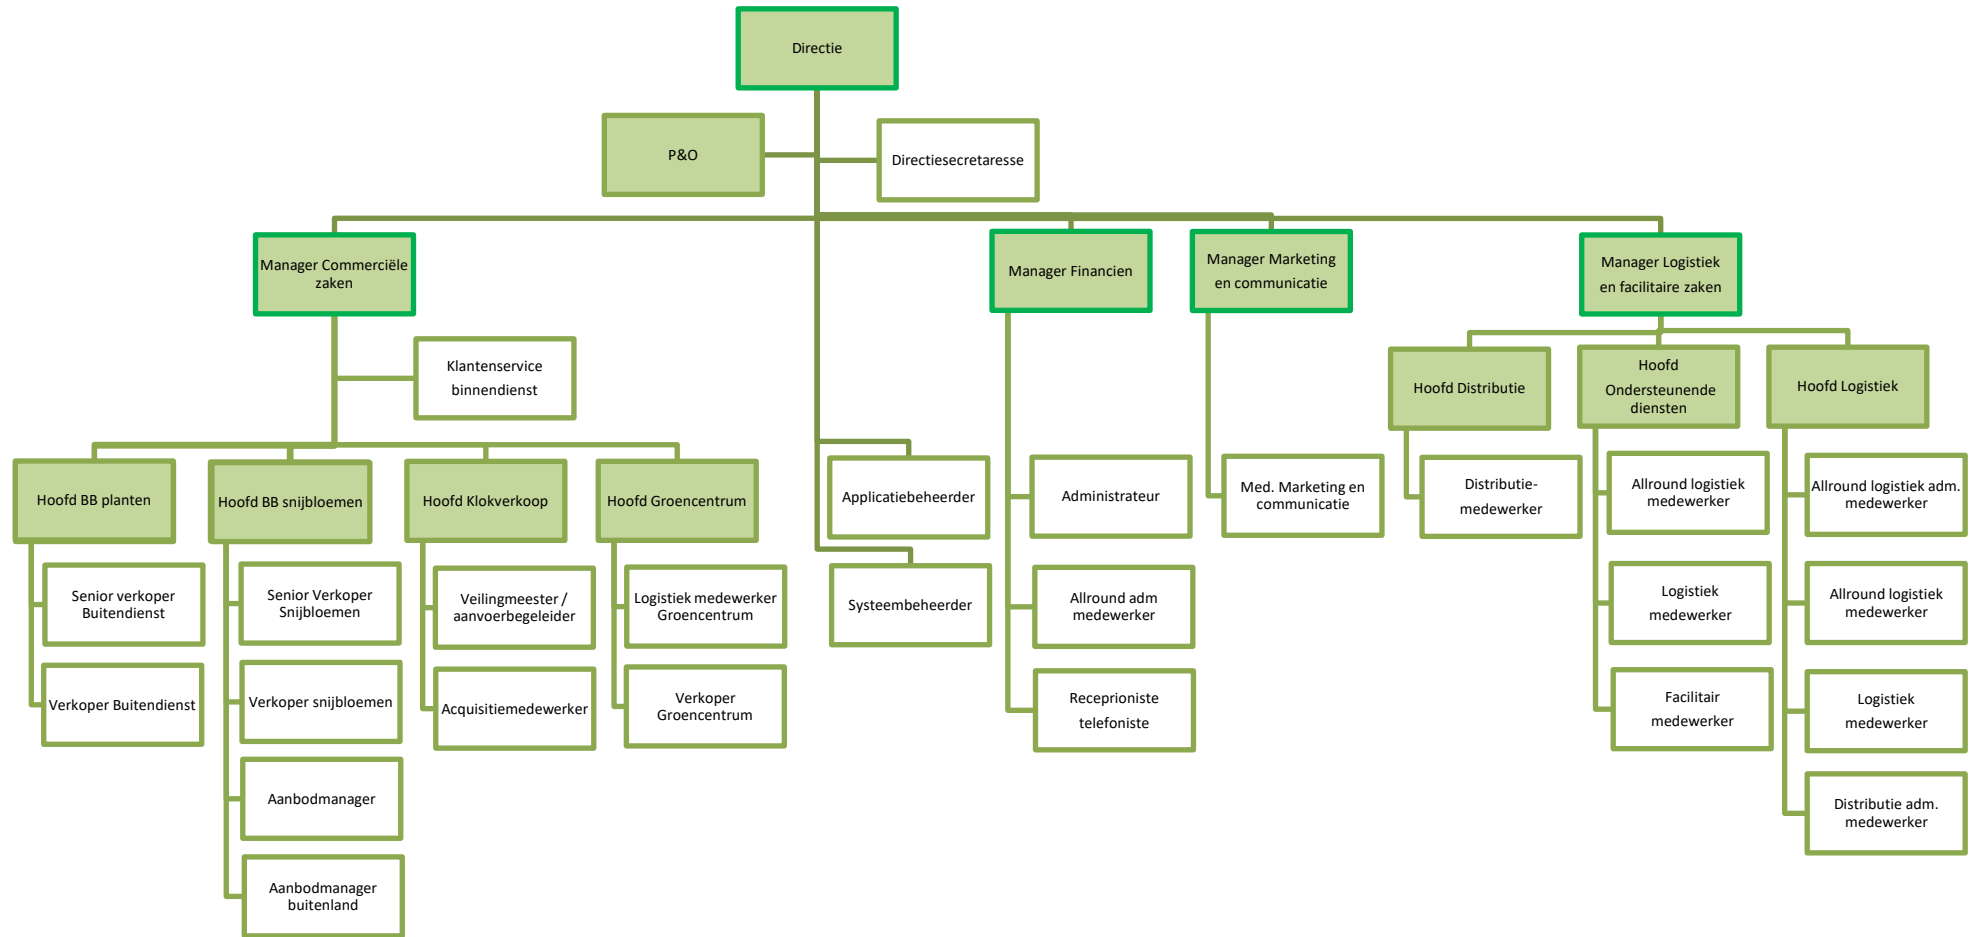 Directie
P&O
Directiesecretaresse
Manager Commerciële
zaken
Manager Financien
Manager Marketing
en communicatie
Manager Logistiek
en facilitaire zaken
Klantenservice
binnendienst
Hoofd Distributie
Hoofd
Ondersteunende
diensten
Hoofd Logistiek
Hoofd BB planten
Hoofd BB snijbloemen
Hoofd Klokverkoop
Hoofd Groencentrum
Applicatiebeheerder
Administrateur
Med. Marketing en
communicatie
Distributie-
medewerker
Allround logistiek
medewerker
Allround logistiek adm.
medewerker
Senior verkoper
Buitendienst
Senior Verkoper
Snijbloemen
Veilingmeester /
aanvoerbegeleider
Logistiek medewerker
Groencentrum
Systeembeheerder
Allround adm
medewerker
Logistiek
medewerker
Allround logistiek
medewerker
Verkoper Buitendienst
Verkoper snijbloemen
Acquisitiemedewerker
Verkoper
Groencentrum
Receprioniste
telefoniste
Facilitair
medewerker
Logistiek
medewerker
Aanbodmanager
Distributie adm.
medewerker
Aanbodmanager
buitenland